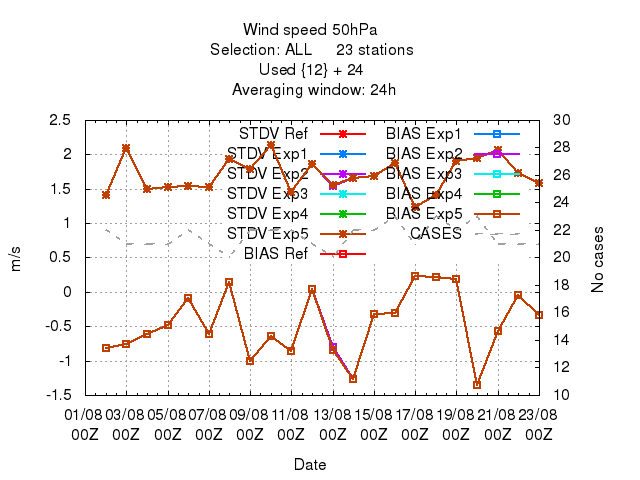 Wind speed 50hPa
Selection: ALL 23 stations
Used {12} + 24
Averaging window: 24h
2.5
2
1.5
1
0.5
0
-0.5
-1
-1.5
m/s
30
28
26
24
22
20
18
16
14
12
10
No cases
STDV Ref
STDV Exp1
STDV Exp2
STDV Exp3
STDV Exp4
STDV Exp5
BIAS Ref
BIAS Exp1
BIAS Exp2
BIAS Exp3
BIAS Exp4
BIAS Exp5
CASES
01/08 03/08 05/08 07/08 09/08 11/08 13/08 15/08 17/08 19/08 21/08 23/08
00Z 00Z 00Z 00Z 00Z 00Z 00Z 00Z 00Z 00Z 00Z 00Z
Date